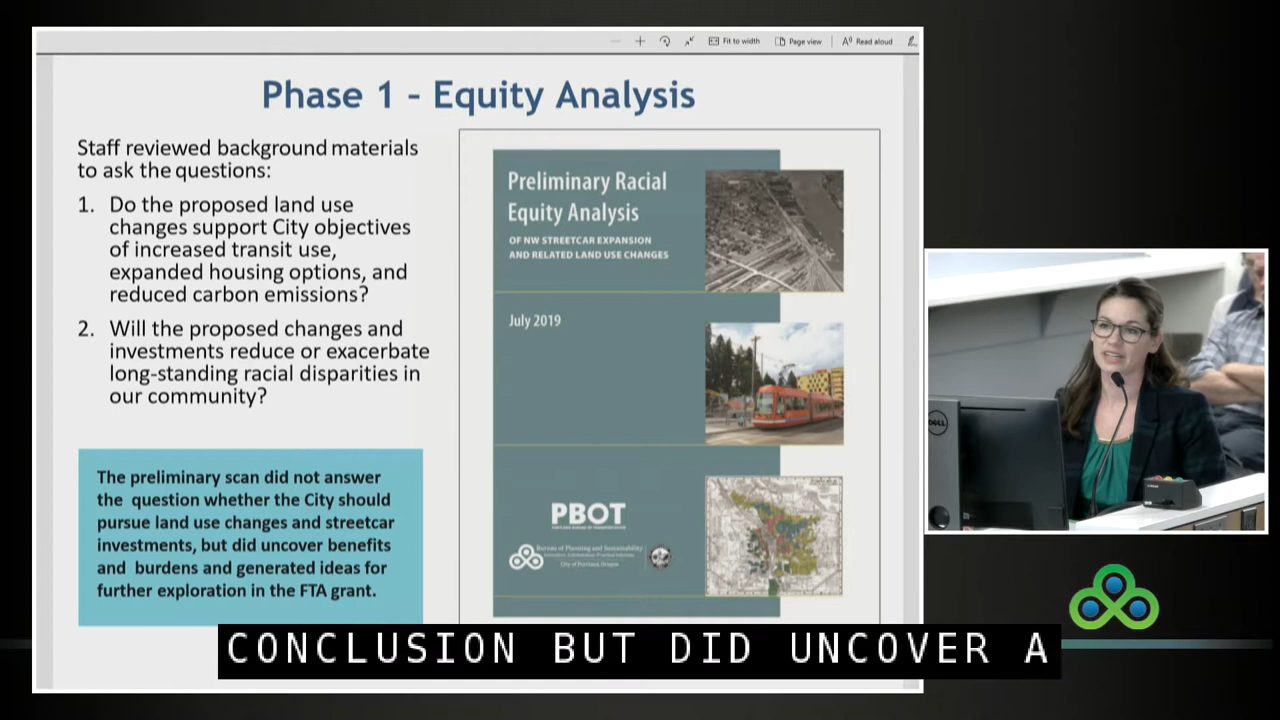 Fit to width
Page view
Read aloud
Phase 1 – Equity Analysis
Staff reviewed background materials
to ask the questions:
1. Do the proposed land use
changes support City objectives
of increased transit use,
expanded housing options, and
reduced carbon emissions?
2. Will the proposed changes and
investments reduce or exacerbate
long-standing racial disparities in
our community?
The preliminary scan did not answer
the question whether the City should
pursue land use changes and streetcar
investments, but did uncover benefits
and burdens and generated ideas for
further exploration in the FTA grant.
Preliminary Racial
Equity Analysis
OF NW STREETCAR EXPANSION
AND RELATED LAND USE CHANGES
July 2019
PBOT
Bureau of Planning and Sustainability
City of Portland, Oregon
DELL
CONCLUSION BUT DID UNCOVER A